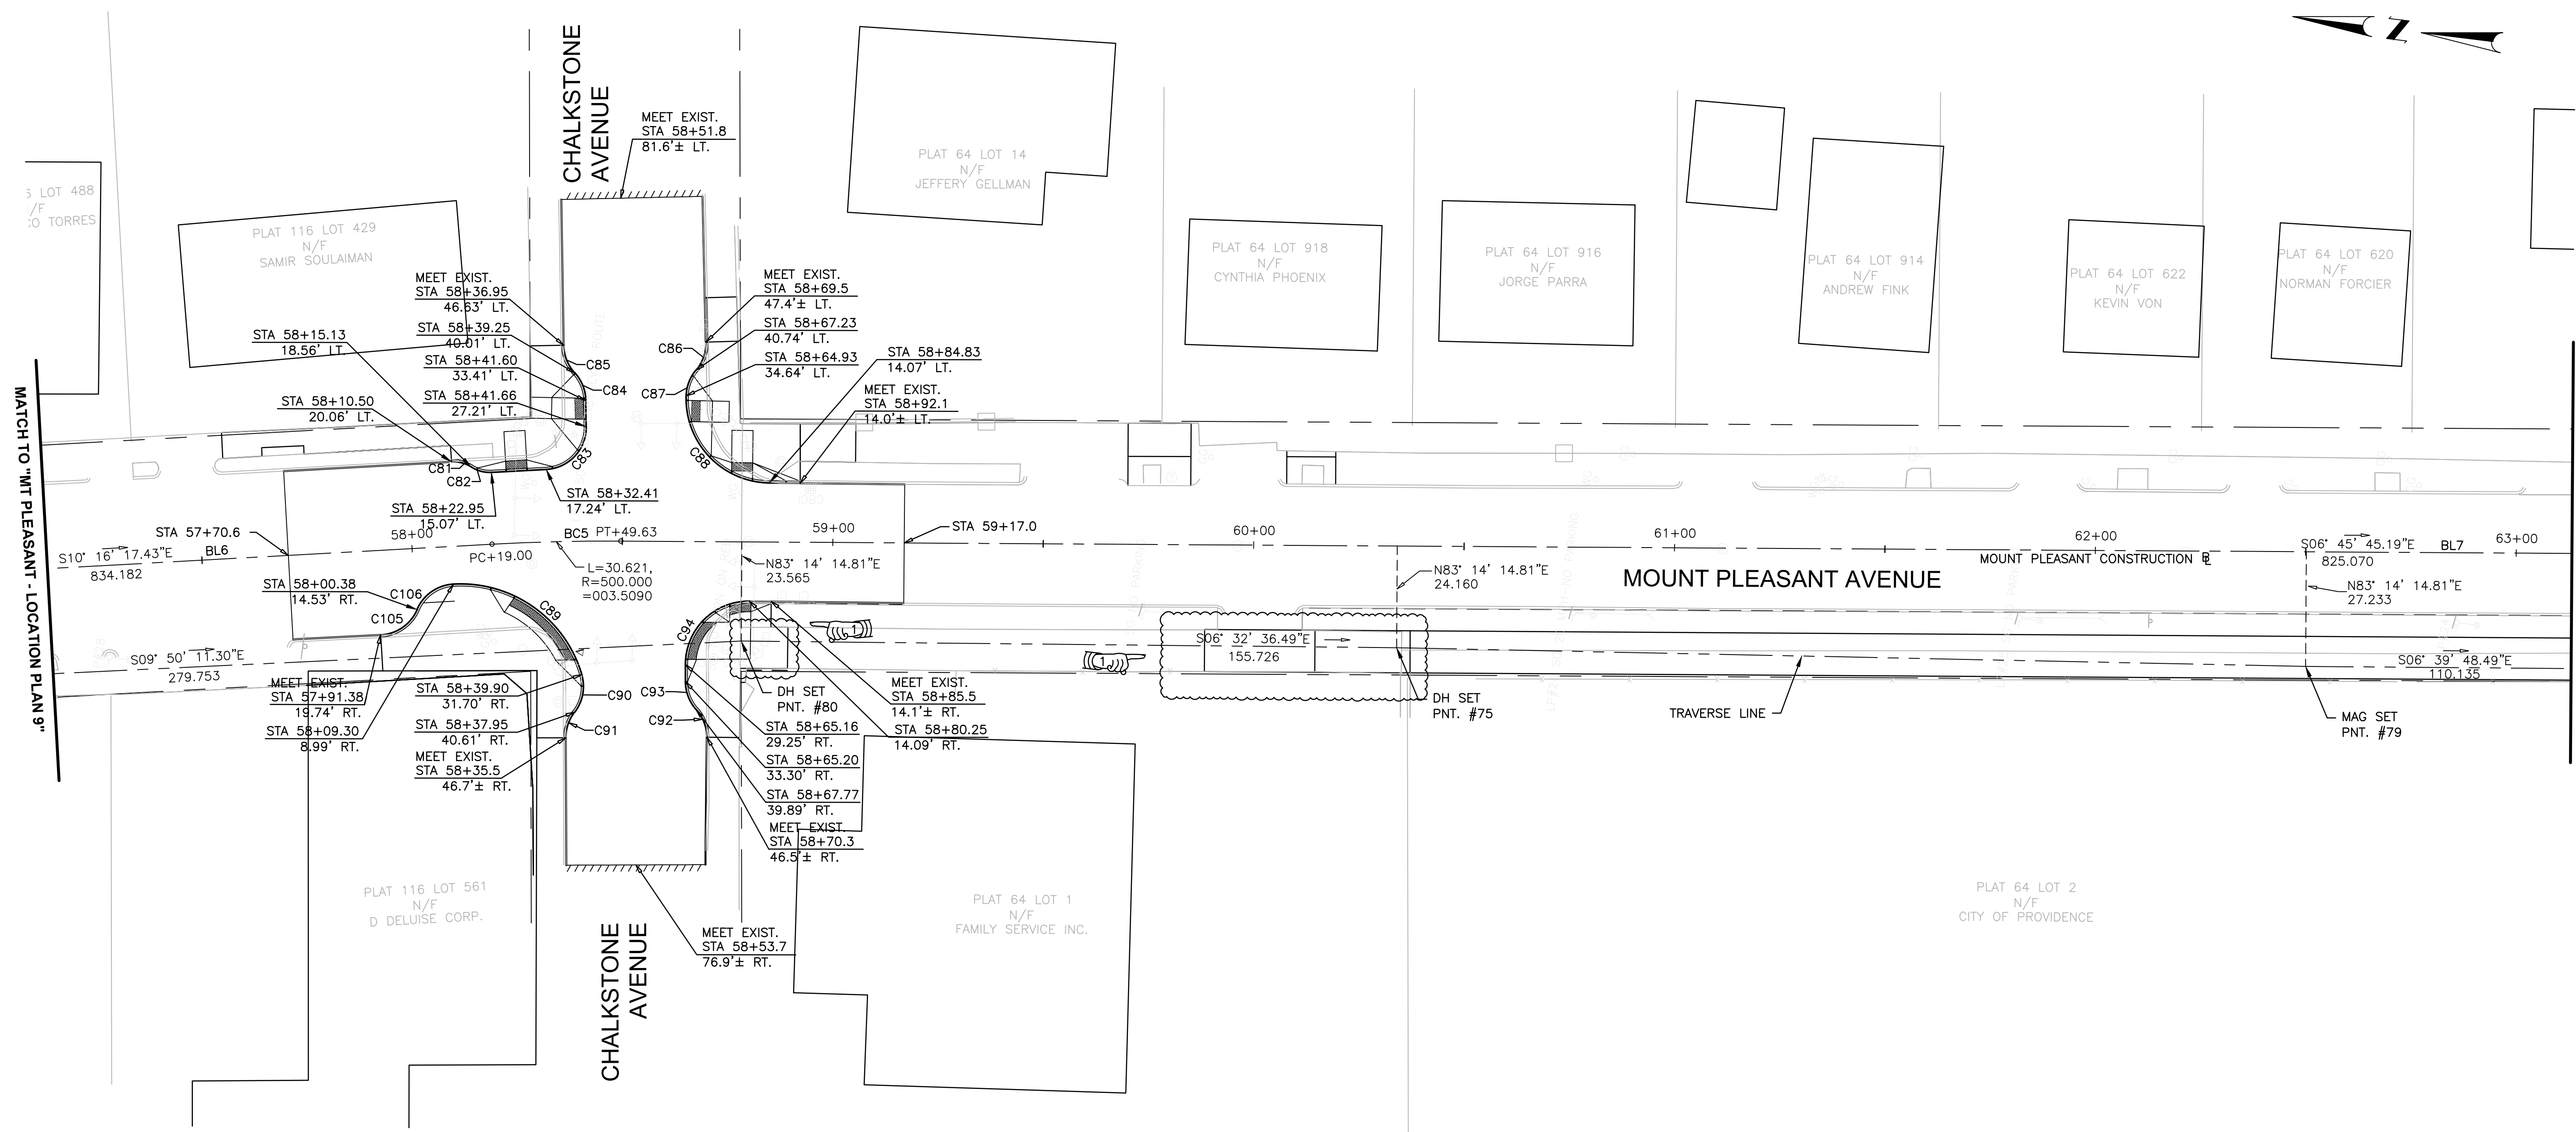 Z
CHALKSTONE
AVENUE
MEET EXIST.
STA 58+51.8
81.6'± LT.
PLAT 64 LOT 14
N/F
JEFFERY GELLMAN
LOT 488
/F
CO TORRES
PLAT 116 LOT 429
N/F
SAMIR SOULAIMAN
PLAT 64 LOT 918
N/F
CYNTHIA PHOENIX
PLAT 64 LOT 916
N/F
JORGE PARRA
PLAT 64 LOT 914
N/F
ANDREW FINK
PLAT 64 LOT 622
N/F
KEVIN VON
PLAT 64 LOT 620
N/F
NORMAN FORCIER
MEET EXIST.
STA 58+36.95
46.63' LT.
STA 58+39.25
40.01' LT.
STA 58+41.60
33.41' LT.
STA 58+41.66
27.21' LT.
STA 58+15.13
18.56' LT.
STA 58+10.50
20.06' LT.
C85
C84
C83
C81
C82
MEET EXIST.
STA 58+69.5
47.4'± LT.
STA 58+67.23
40.74' LT.
STA 58+64.93
34.64' LT.
STA 58+84.83
14.07' LT.
MEET EXIST.
STA 58+92.1
14.0'± LT.
C86
C87
C88
STA 58+32.41
17.24' LT.
STA 58+22.95
15.07' LT.
MATCH TO "MT PLEASANT - LOCATION PLAN 9"
STA 57+70.6
S10° 16' 17.43"E
834.182
BL6
58+00
PC+19.00
BC5
PT+49.63
L=30.621,
R=500.000
=003.5090
59+00
STA 59+17.0
N83° 14' 14.81"E
23.565
60+00
61+00
62+00
63+00
N83° 14' 14.81"E
24.160
MOUNT PLEASANT AVENUE
MOUNT PLEASANT CONSTRUCTION ℄
S06° 45' 45.19"E
825.070
BL7
N83° 14' 14.81"E
27.233
STA 58+00.38
14.53' RT.
C106
C105
C89
C94
1
1
S06° 32' 36.49"E
155.726
S09° 50' 11.30"E
279.753
S06° 39' 48.49"E
110.135
MEET EXIST.
STA 57+91.38
19.74' RT.
STA 58+09.30
8.99' RT.
STA 58+39.90
31.70' RT.
STA 58+37.95
40.61' RT.
MEET EXIST.
STA 58+35.5
46.7'± RT.
C90
C91
C93
C92
DH SET
PNT. #80
MEET EXIST.
STA 58+85.5
14.1'± RT.
STA 58+80.25
14.09' RT.
STA 58+65.16
29.25' RT.
STA 58+65.20
33.30' RT.
STA 58+67.77
39.89' RT.
MEET EXIST.
STA 58+70.3
46.5'± RT.
DH SET
PNT. #75
TRAVERSE LINE
MAG SET
PNT. #79
PLAT 116 LOT 561
N/F
D DELUISE CORP.
PLAT 64 LOT 1
N/F
FAMILY SERVICE INC.
PLAT 64 LOT 2
N/F
CITY OF PROVIDENCE
MEET EXIST.
STA 58+53.7
76.9'± RT.
CHALKSTONE
AVENUE